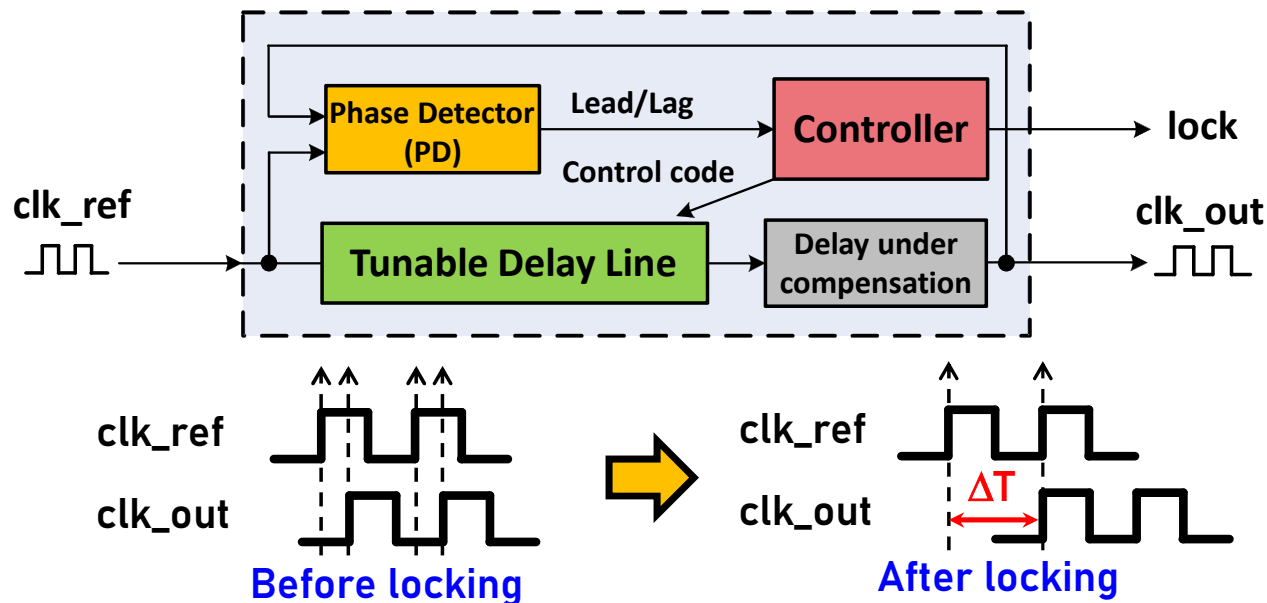 Phase Detector
(PD)
Lead/Lag
Controller
lock
Control code
clk_ref
Tunable Delay Line
Delay under
compensation
clk_out
clk_ref
clk_out
Before locking
clk_ref
clk_out
ΔT
After locking